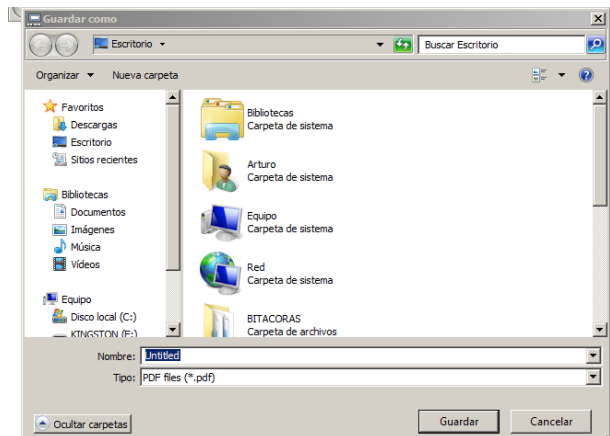 Guardar como
Escritorio
Buscar Escritorio
Organizar
Nueva carpeta
Favoritos
Descargas
Escritorio
Sitios recientes
Bibliotecas
Documentos
Imágenes
Música
Vídeos
Equipo
Disco local (C:)
KINGSTON (E:)
Bibliotecas
Carpeta de sistema
Arturo
Carpeta de sistema
Equipo
Carpeta de sistema
Red
Carpeta de sistema
BITACORAS
Carpeta de archivos
Nombre: Untitled
Tipo: PDF files (*.pdf)
Ocultar carpetas
Guardar
Cancelar